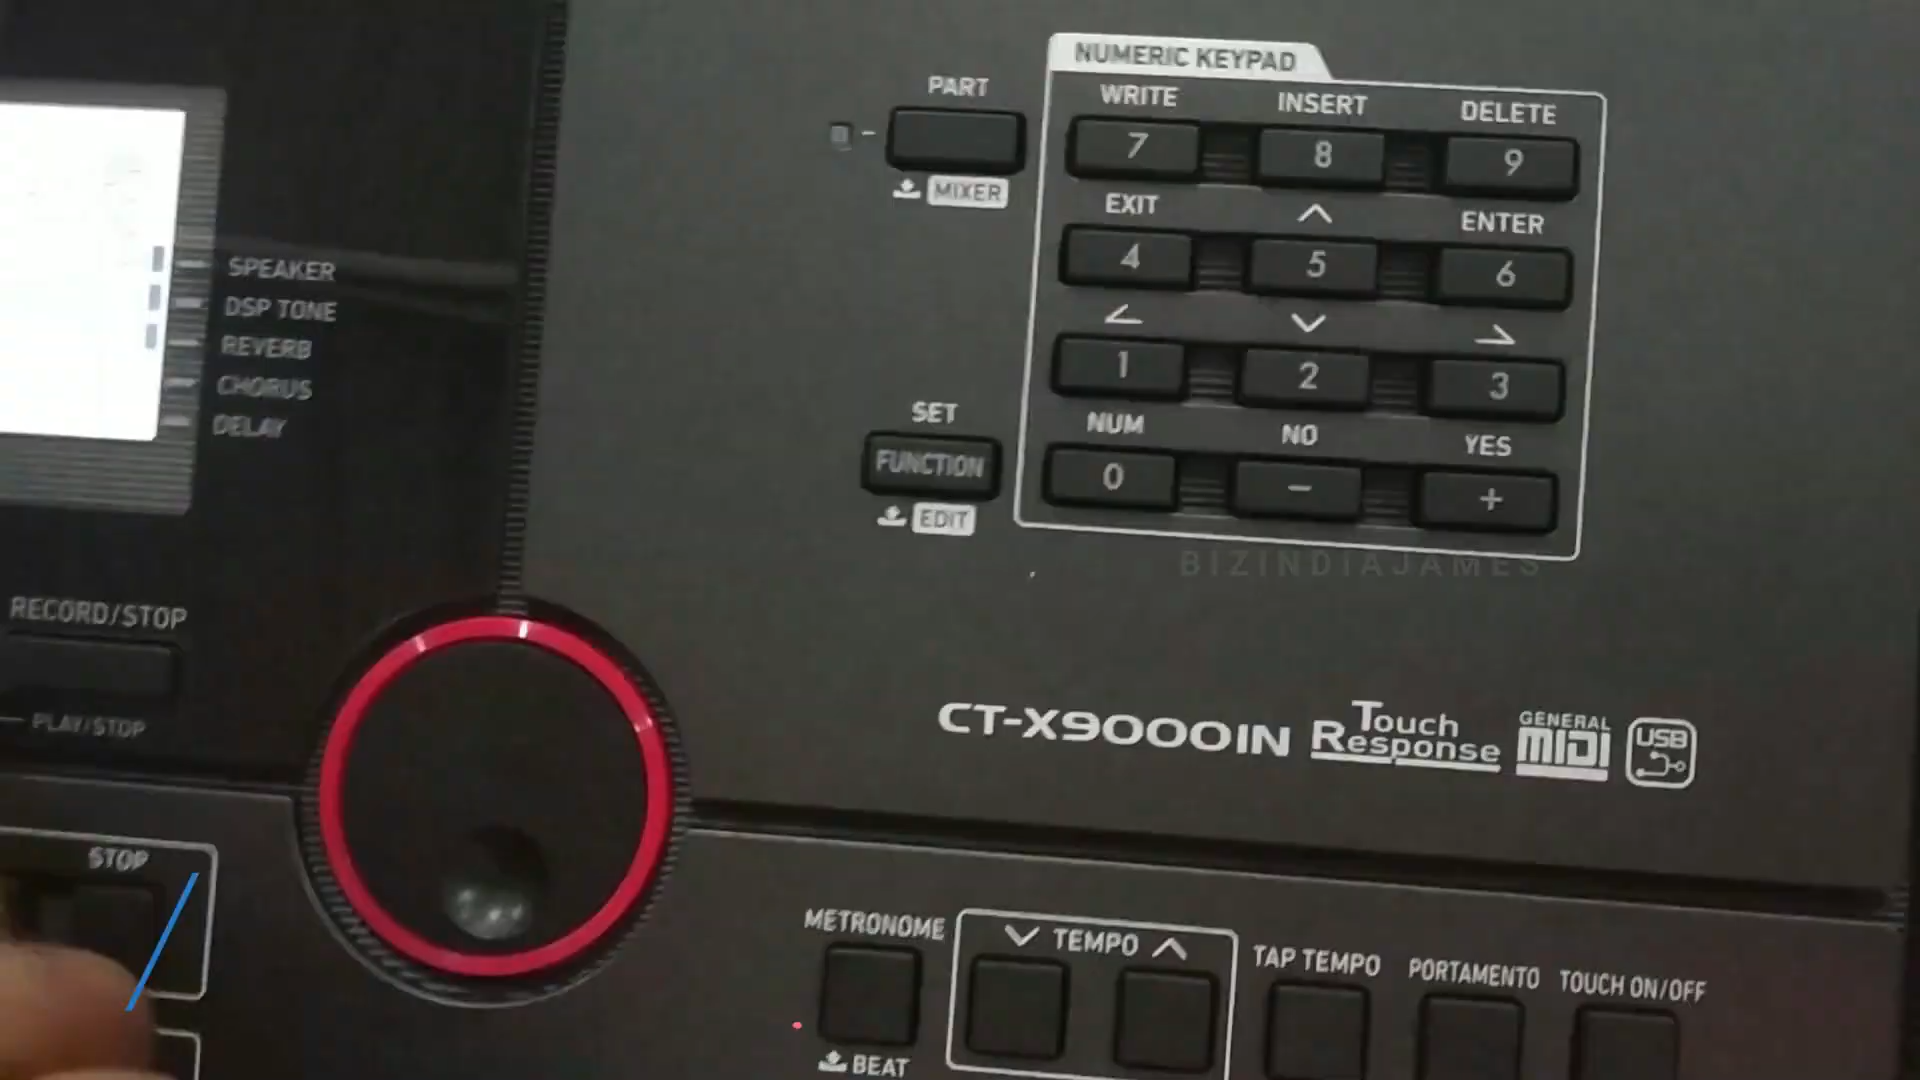 NUMERIC KEYPAD
PART
WRITE INSERT DELETE
7 8 9
MIXER
EXIT ENTER
4 5 6
SPEAKER
DSP TONE
REVERB
CHORUS
DELAY
1 2 3
SET
NUM NO YES
FUNCTION
0 - +
EDIT
BIZINDIAJAMES
RECORD/STOP
PLAY/STOP
CT-X9000IN Touch Response GENERAL MIDI USB
STOP
METRONOME TEMPO TAP TEMPO PORTAMENTO TOUCH ON/OFF
BEAT